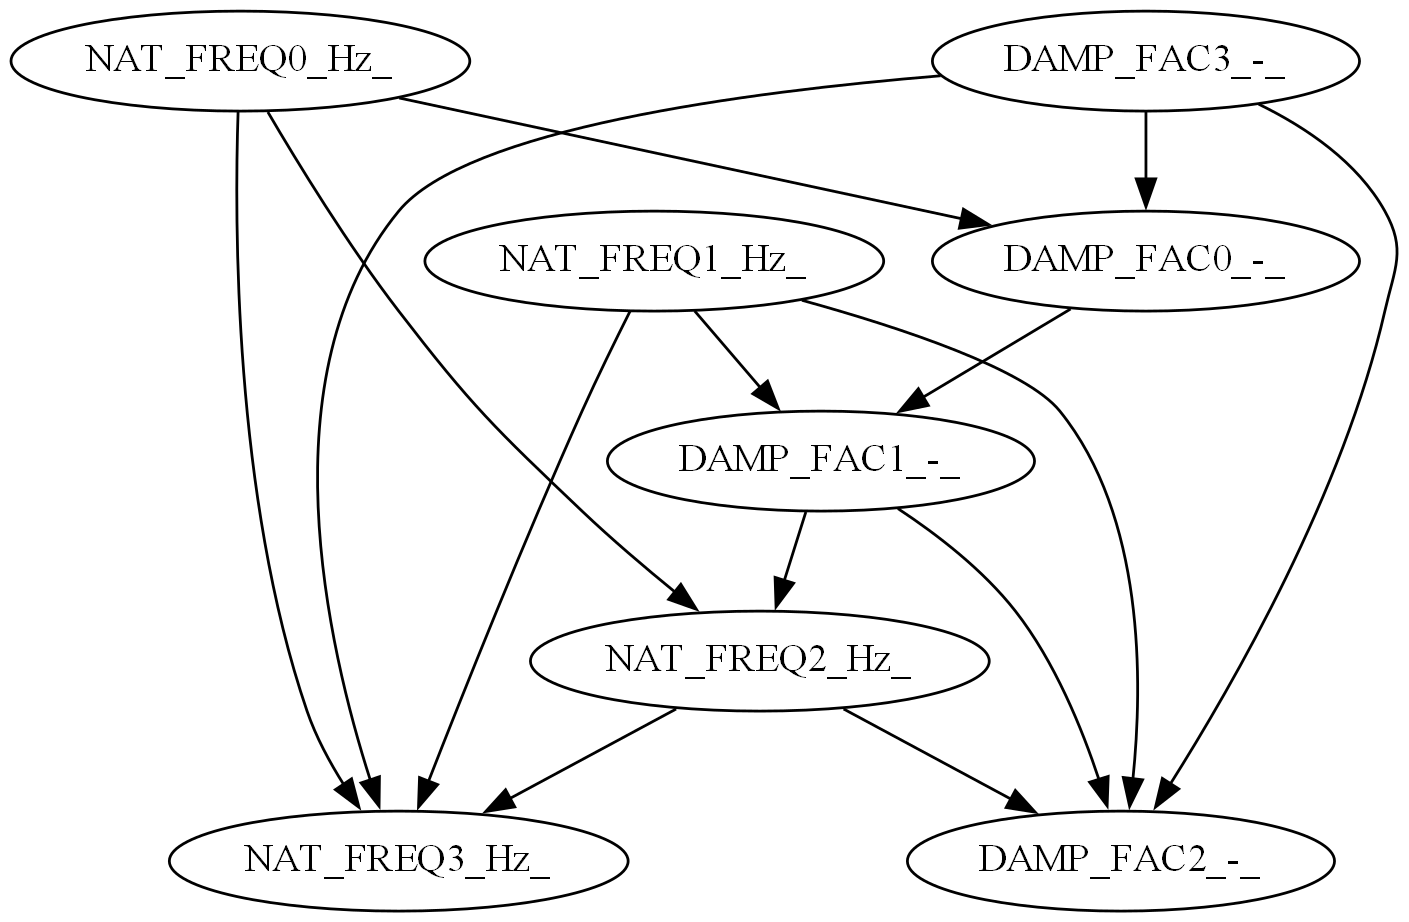 NAT_FREQ0_Hz_
DAMP_FAC3_-_
NAT_FREQ1_Hz_
DAMP_FAC0_-_
DAMP_FAC1_-_
NAT_FREQ2_Hz_
NAT_FREQ3_Hz_
DAMP_FAC2_-_